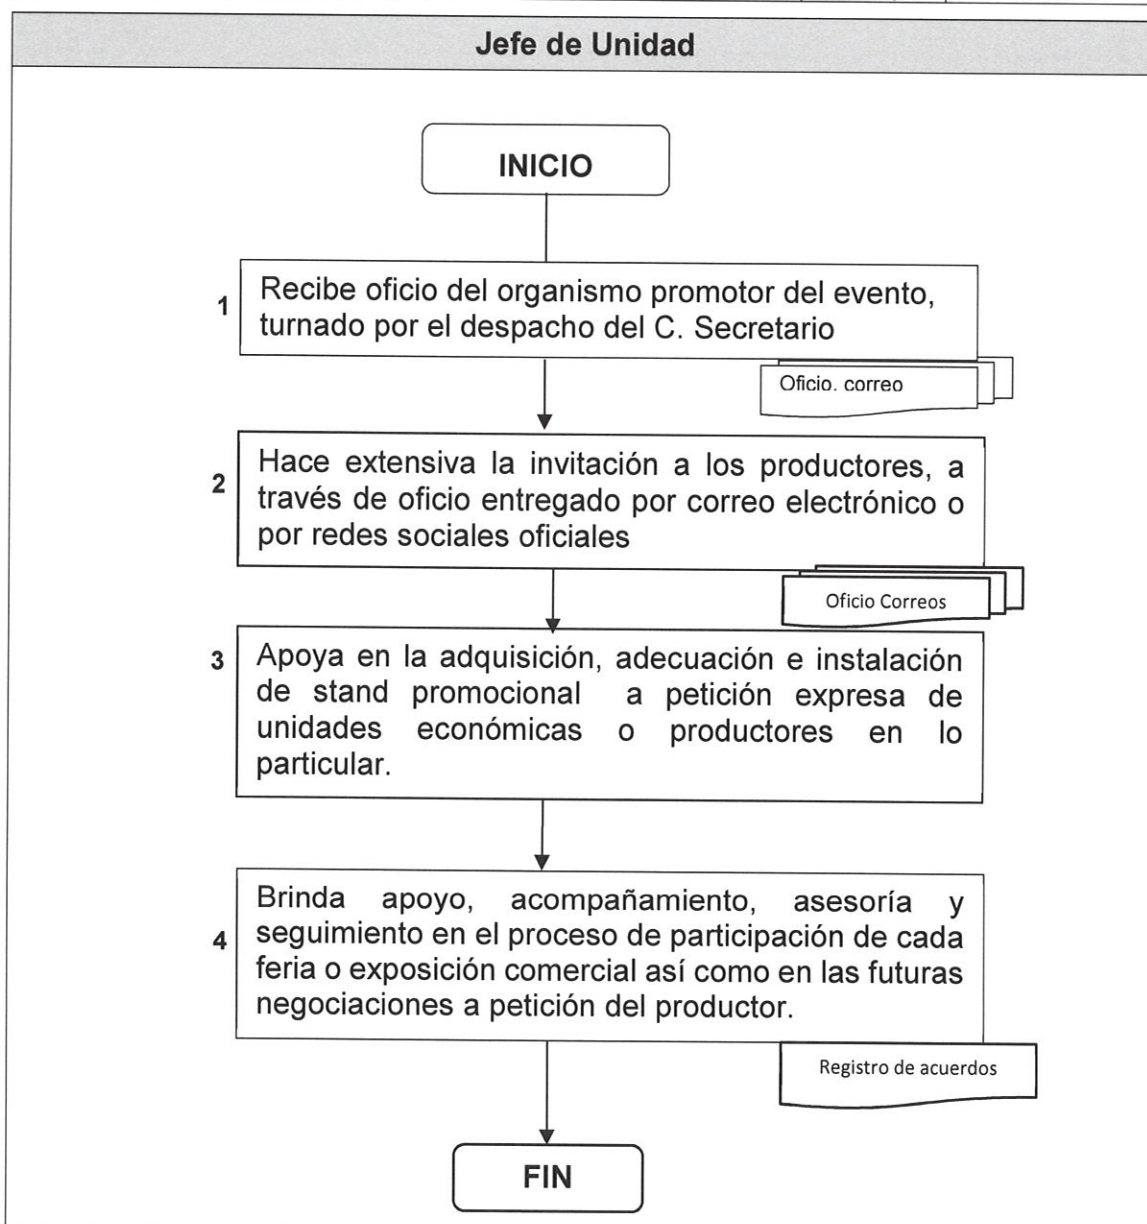 Jefe de Unidad
INICIO
1
Recibe oficio del organismo promotor del evento,
turnado por el despacho del C. Secretario
Oficio. correo
2
Hace extensiva la invitación a los productores, a
través de oficio entregado por correo electrónico o
por redes sociales oficiales
Oficio Correos
3
Apoya en la adquisición, adecuación e instalación
de stand promocional a petición expresa de
unidades económicas o productores en lo
particular.
4
Brinda apoyo, acompañamiento, asesoría y
seguimiento en el proceso de participación de cada
feria o exposición comercial así como en las futuras
negociaciones a petición del productor.
Registro de acuerdos
FIN